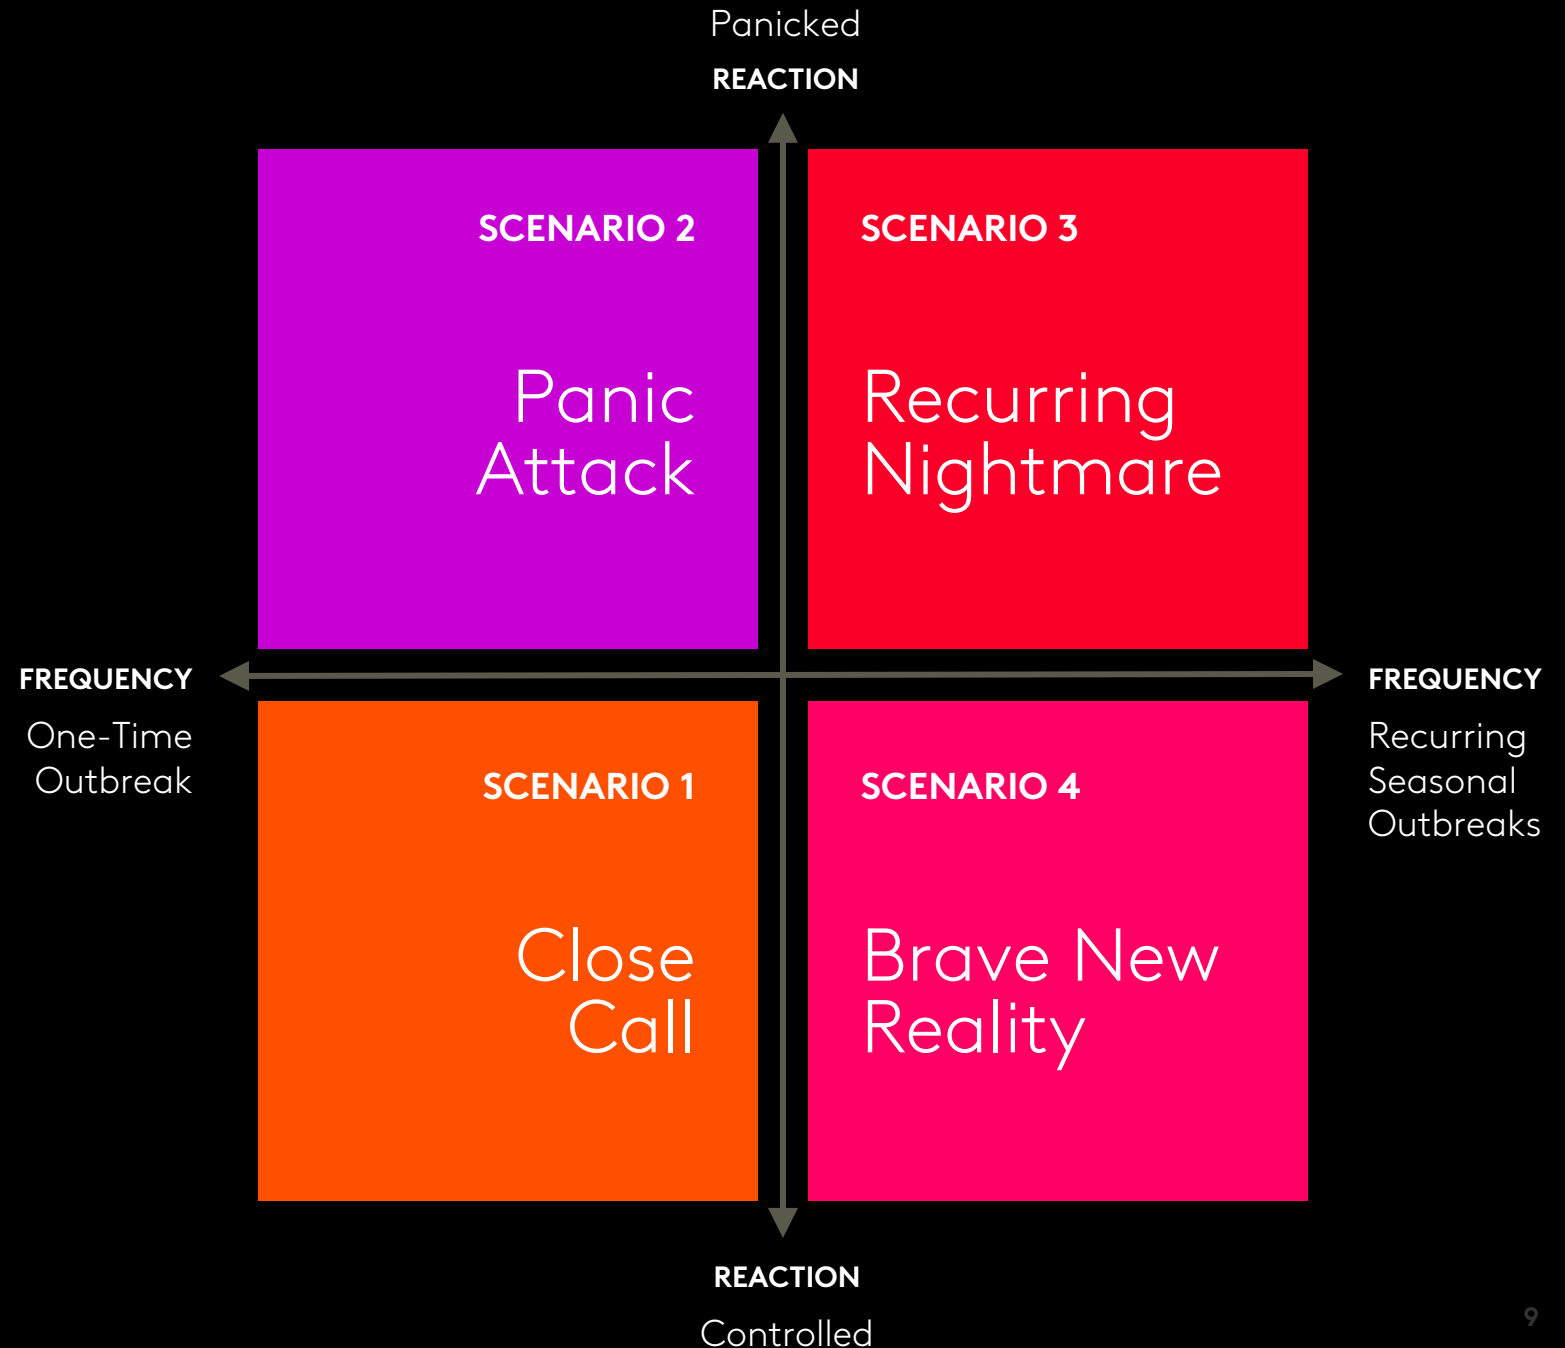 Panicked
REACTION
SCENARIO 2
Panic
Attack
SCENARIO 3
Recurring
Nightmare
FREQUENCY
One-Time
Outbreak
FREQUENCY
Recurring
Seasonal
Outbreaks
SCENARIO 1
Close
Call
SCENARIO 4
Brave New
Reality
REACTION
Controlled
9